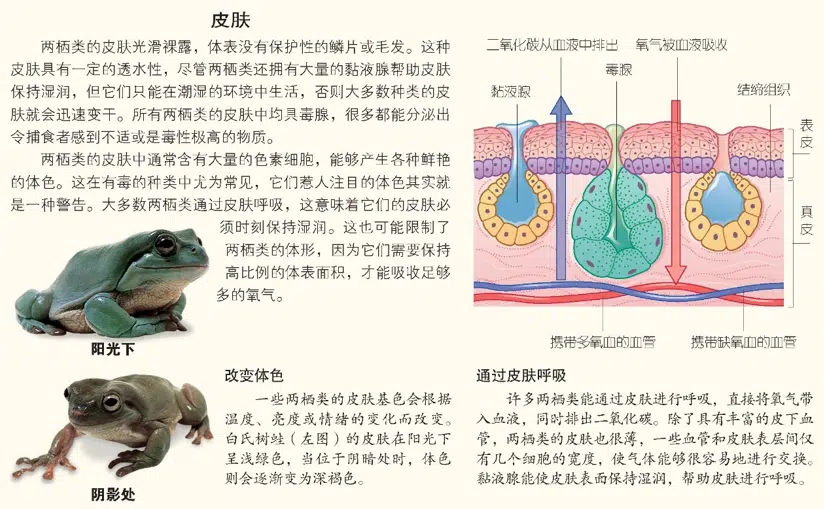 皮肤
两栖类的皮肤光滑裸露，体表没有保护性的鳞片或毛发。这种
皮肤具有一定的透水性，尽管两栖类还拥有大量的黏液腺帮助皮肤
保持湿润，但它们只能在潮湿的环境中生活，否则大多数种类的皮
肤就会迅速变干。所有两栖类的皮肤中均具毒腺，很多都能分泌出
令捕食者感到不适或是毒性极高的物质。
两栖类的皮肤中通常含有大量的色素细胞，能够产生各种鲜艳
的体色。这在有毒的种类中尤为常见，它们惹人注目的体色其实就
是一种警告。大多数两栖类通过皮肤呼吸，这意味着它们的皮肤必
须时刻保持湿润。这也可能限制了
两栖类的体形，因为它们需要保持
高比例的体表面积，才能吸收足够
多的氧气。
阳光下
阴影处
改变体色
一些两栖类的皮肤基色会根据
温度、亮度或情绪的变化而改变。
白氏树蛙（左图）的皮肤在阳光下
呈浅绿色，当位于阴暗处时，体色
则会逐渐变为深褐色。
二氧化碳从血液中排出
氧气被血液吸收
毒腺
黏液腺
结缔组织
表皮
真皮
携带多氧血的血管
携带缺氧血的血管
通过皮肤呼吸
许多两栖类能通过皮肤进行呼吸，直接将氧气带
入血液，同时排出二氧化碳。除了具有丰富的皮下血
管，两栖类的皮肤也很薄，一些血管和皮肤表层间仅
有几个细胞的宽度，使气体能够很容易地进行交换。
黏液腺能使皮肤表面保持湿润，帮助皮肤进行呼吸。